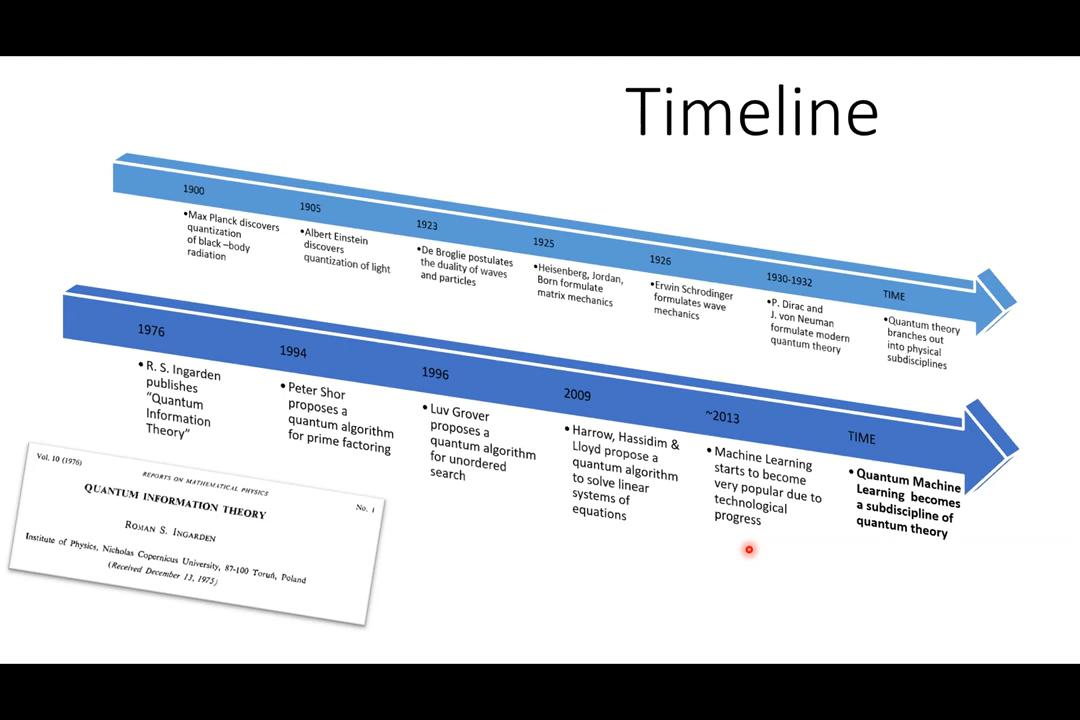 Timeline
1900
•Max Planck discovers
quantization
of black –body
radiation
1905
•Albert Einstein
discovers
quantization of light
1923
•De Broglie postulates
the duality of waves
and particles
1925
•Heisenberg, Jordan,
Born formulate
matrix mechanics
1926
•Erwin Schrodinger
formulates wave
mechanics
1930-1932
•P. Dirac and
J. von Neuman
formulate modern
quantum theory
TIME
•Quantum theory
branches out
into physical
subdisciplines
1976
• R. S. Ingarden
publishes
"Quantum
Information
Theory"
1994
• Peter Shor
proposes a
quantum algorithm
for prime factoring
1996
• Luv Grover
proposes a
quantum algorithm
for unordered
search
2009
• Harrow, Hassidim &
Lloyd propose a
quantum algorithm
to solve linear
systems of
equations
~2013
• Machine Learning
starts to become
very popular due to
technological
progress
TIME
• Quantum Machine
Learning becomes
a subdiscipline of
quantum theory
Vol. 10 (1976)
REPORTS ON MATHEMATICAL PHYSICS
No. 1
QUANTUM INFORMATION THEORY
ROMAN S. INGARDEN
Institute of Physics, Nicholas Copernicus University, 87-100 Toruń, Poland
(Received December 13, 1975)